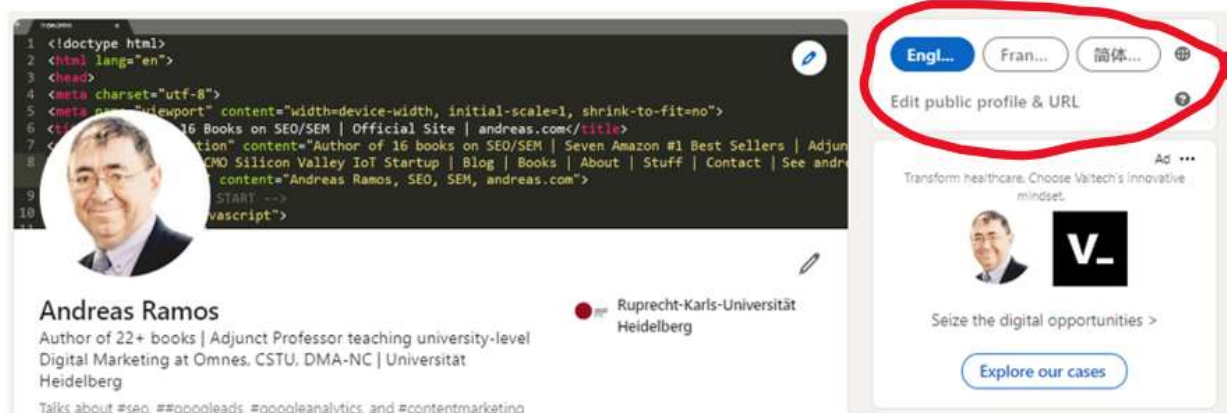 index.html
1 <!doctype html>
2 <html lang="en">
3 <head>
4 <meta charset="utf-8">
5 <meta name="viewport" content="width=device-width, initial-scale=1, shrink-to-fit=no">
6 16 Books on SEO/SEM | Official Site | andreas.com</title>
7 content="Author of 16 books on SEO/SEM | Seven Amazon #1 Best Sellers | Adjun
8 CMO Silicon Valley IoT Startup | Blog | Books | About | Stuff | Contact | See andre
content="Andreas Ramos, SEO, SEM, andreas.com">
9 START -->
10 vascript">
Andreas Ramos
Author of 22+ books | Adjunct Professor teaching university-level
Digital Marketing at Omnes, CSTU, DMA-NC | Universität
Heidelberg
Talks about #seo, ##googleads, #googleanalytics, and #contentmarketing
Ruprecht-Karls-Universität
Heidelberg
Engl... Fran... 简体...
Edit public profile & URL
Ad
Transform healthcare. Choose Valtech's innovative
mindset.
V_
Seize the digital opportunities >
Explore our cases